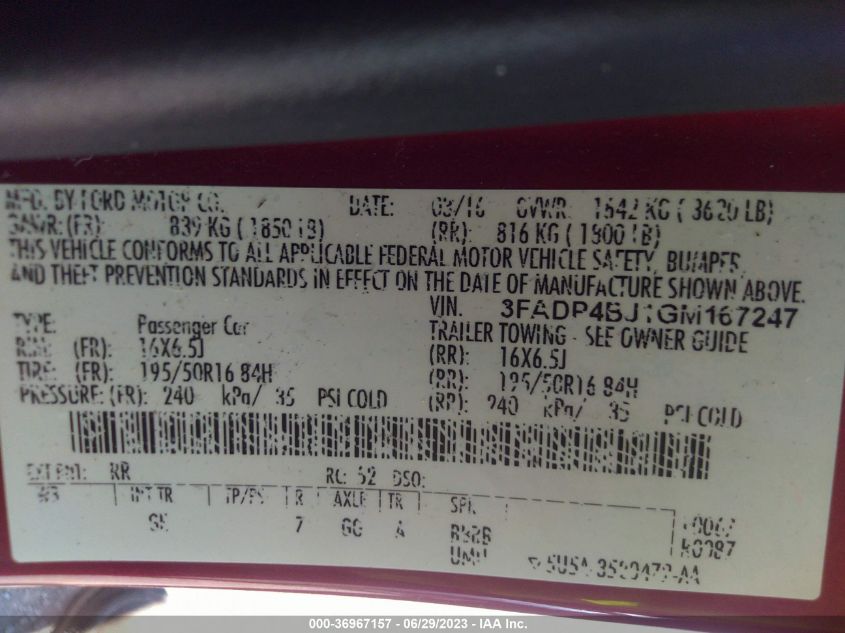 MFD. BY FORD MOTOR CO. DATE: 03/16 GVWR: 1642 KG ( 3620 LB)
GAWR: (FR): 839 KG ( 1850 LB) (RR): 816 KG ( 1800 LB)
THIS VEHICLE CONFORMS TO ALL APPLICABLE FEDERAL MOTOR VEHICLE SAFETY, BUMPER,
AND THEFT PREVENTION STANDARDS IN EFFECT ON THE DATE OF MANUFACTURE SHOWN ABOVE.
VIN: 3FADP4BJ1GM167247
TYPE: Passenger Car TRAILER TOWING - SEE OWNER GUIDE
RIM: (FR): 16X6.5J (RR): 16X6.5J
TIRE: (FR): 195/50R16 84H (RR): 195/50R16 84H
PRESSURE: (FR): 240 kPa/ 35 PSI COLD (RR): 240 kPa/ 35 PSI COLD
EXT PNT: RR RC: 52 DSO:
INT TR TP/PS R AXLE TR SPR
7 A
000-36967157 - 06/29/2023 - IAA Inc.